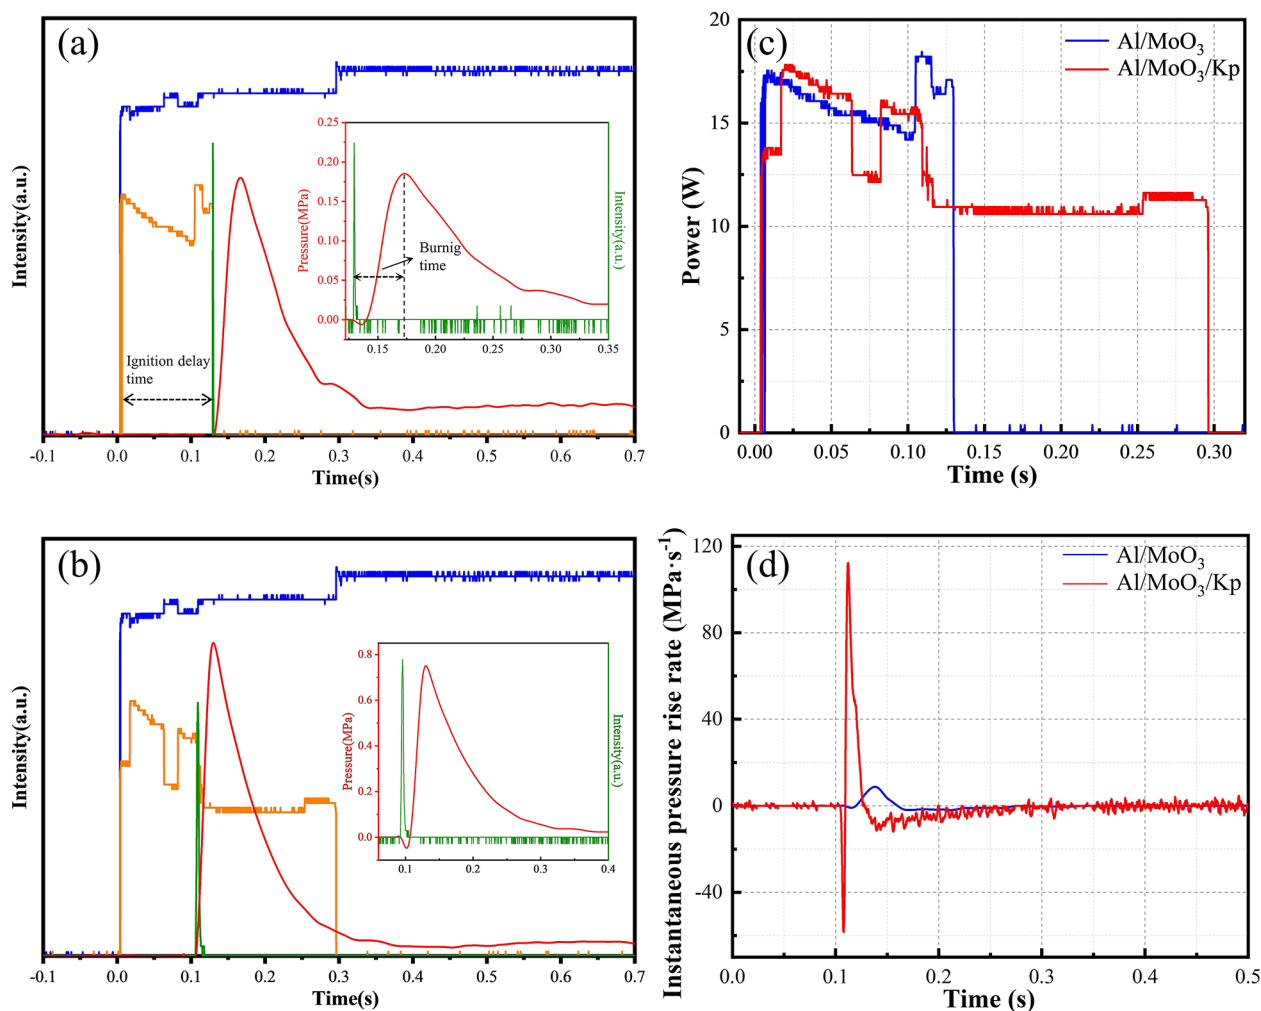 (a)
Intensity(a.u.)
Ignition delay
time
-0.1 0.0 0.1 0.2 0.3 0.4 0.5 0.6 0.7
Time(s)
0.25
0.20
0.15
0.10
0.05
0.00
Pressure(MPa)
Intensity(a.u.)
Burnig
time
0.15 0.20 0.25 0.30 0.35
(c)
Al/MoO₃
Al/MoO₃/Kp
20
15
10
5
0
Power (W)
0.00 0.05 0.10 0.15 0.20 0.25 0.30
Time (s)
(b)
Intensity(a.u.)
-0.1 0.0 0.1 0.2 0.3 0.4 0.5 0.6 0.7
Time(s)
0.8
0.6
0.4
0.2
0.0
Pressure(MPa)
Intensity(a.u.)
0.1 0.2 0.3 0.4
(d)
Al/MoO₃
Al/MoO₃/Kp
120
80
40
0
-40
Instantaneous pressure rise rate (MPa·s⁻¹)
0.0 0.1 0.2 0.3 0.4 0.5
Time (s)